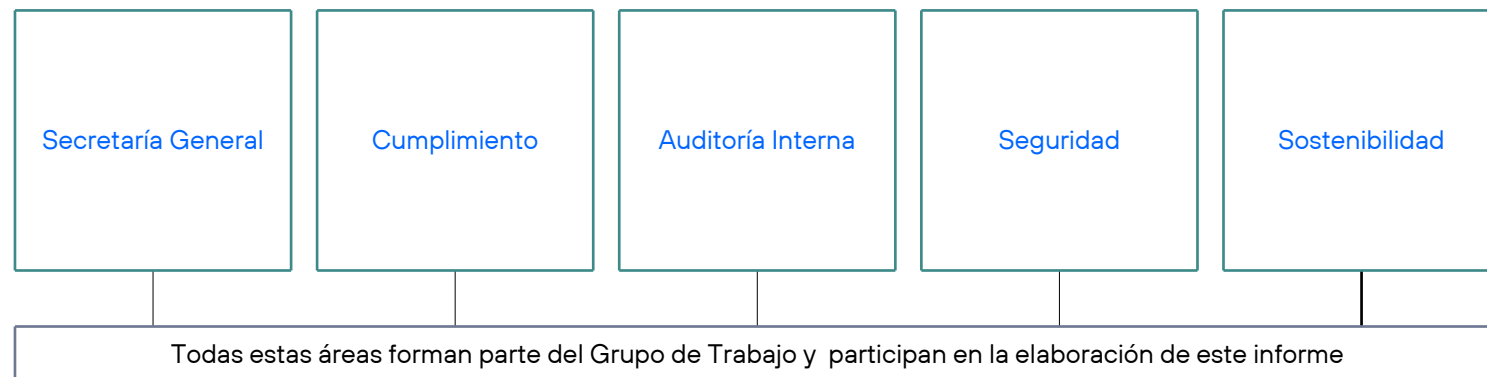 Secretaría General
Cumplimiento
Auditoría Interna
Seguridad
Sostenibilidad
Todas estas áreas forman parte del Grupo de Trabajo y participan en la elaboración de este informe